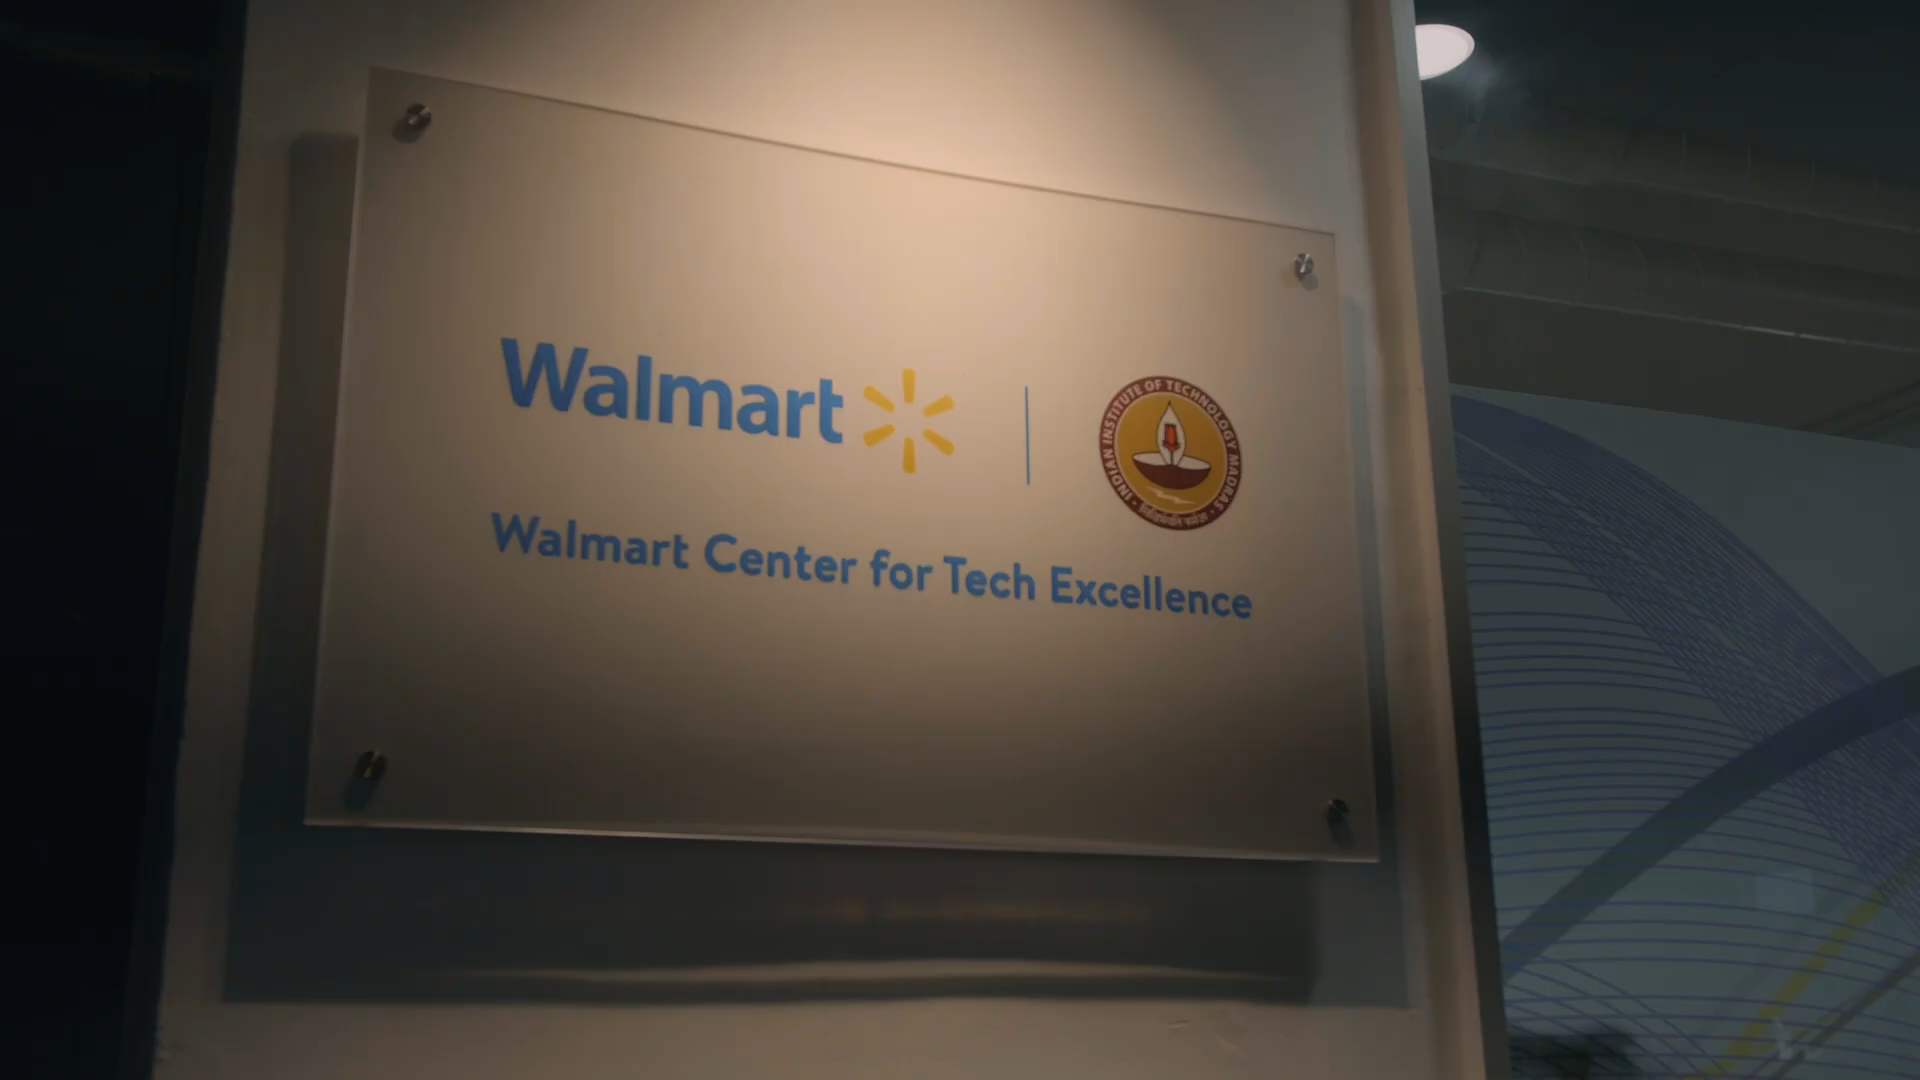 Walmart
INDIAN INSTITUTE OF TECHNOLOGY MADRAS
Walmart Center for Tech Excellence